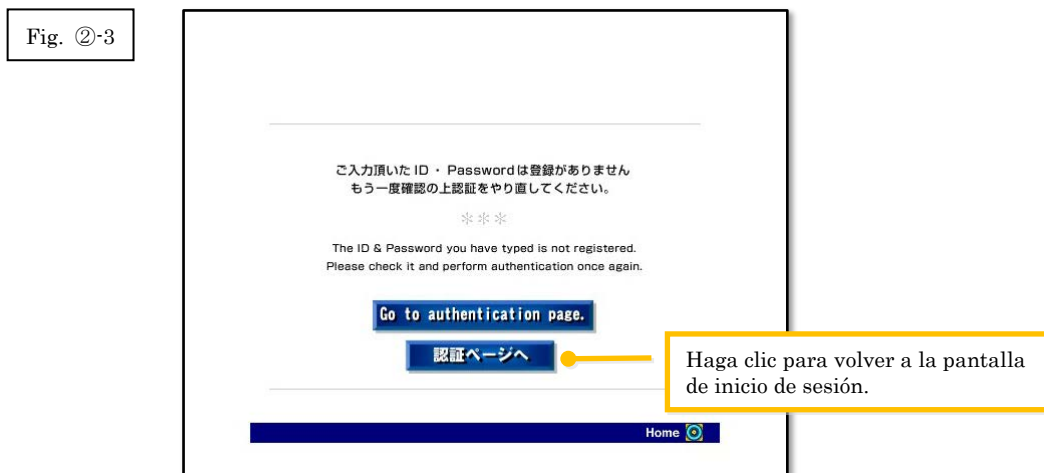 Fig. ②-3
ご入力頂いた ID ・ Passwordは登録がありません
もう一度確認の上認証をやり直してください。
＊＊＊
The ID & Password you have typed is not registered.
Please check it and perform authentication once again.
Go to authentication page.
認証ページへ
Haga clic para volver a la pantalla
de inicio de sesión.
Home